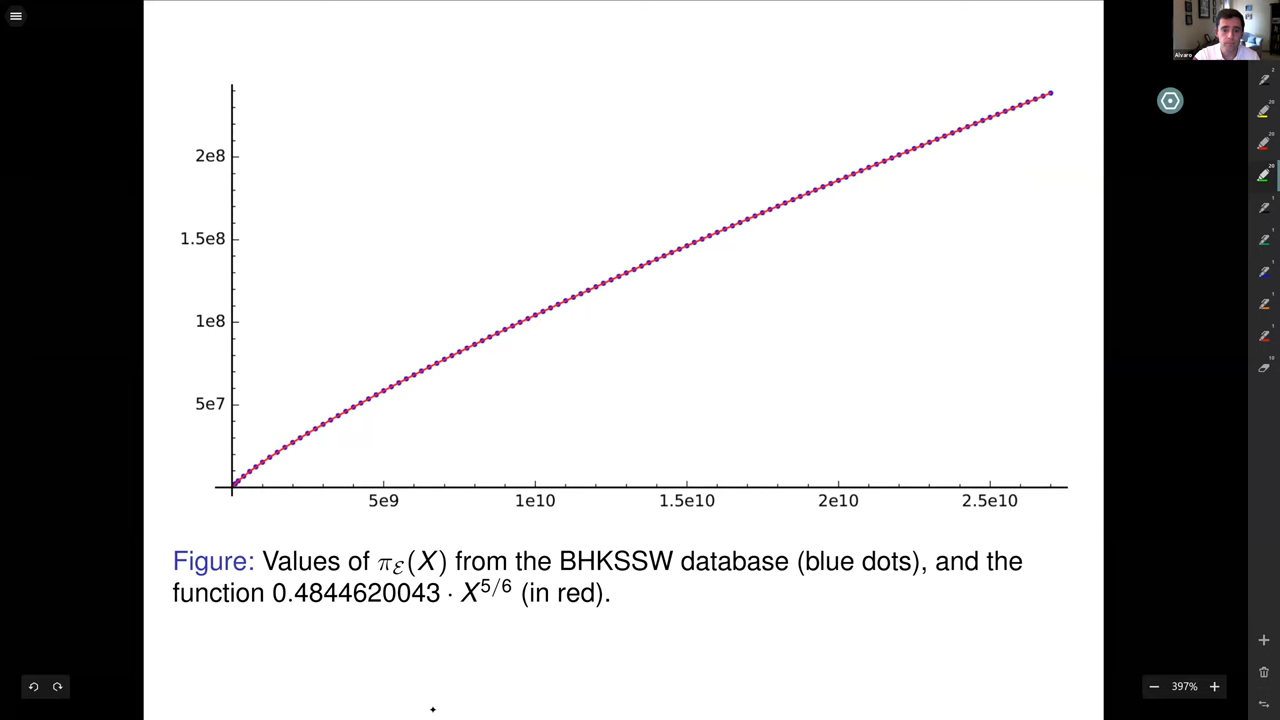 Alvaro
2e8
1.5e8
1e8
5e7
5e9
1e10
1.5e10
2e10
2.5e10
Figure: Values of π𝓔(X) from the BHKSSW database (blue dots), and the
function 0.4844620043 · X^5/6 (in red).
397%